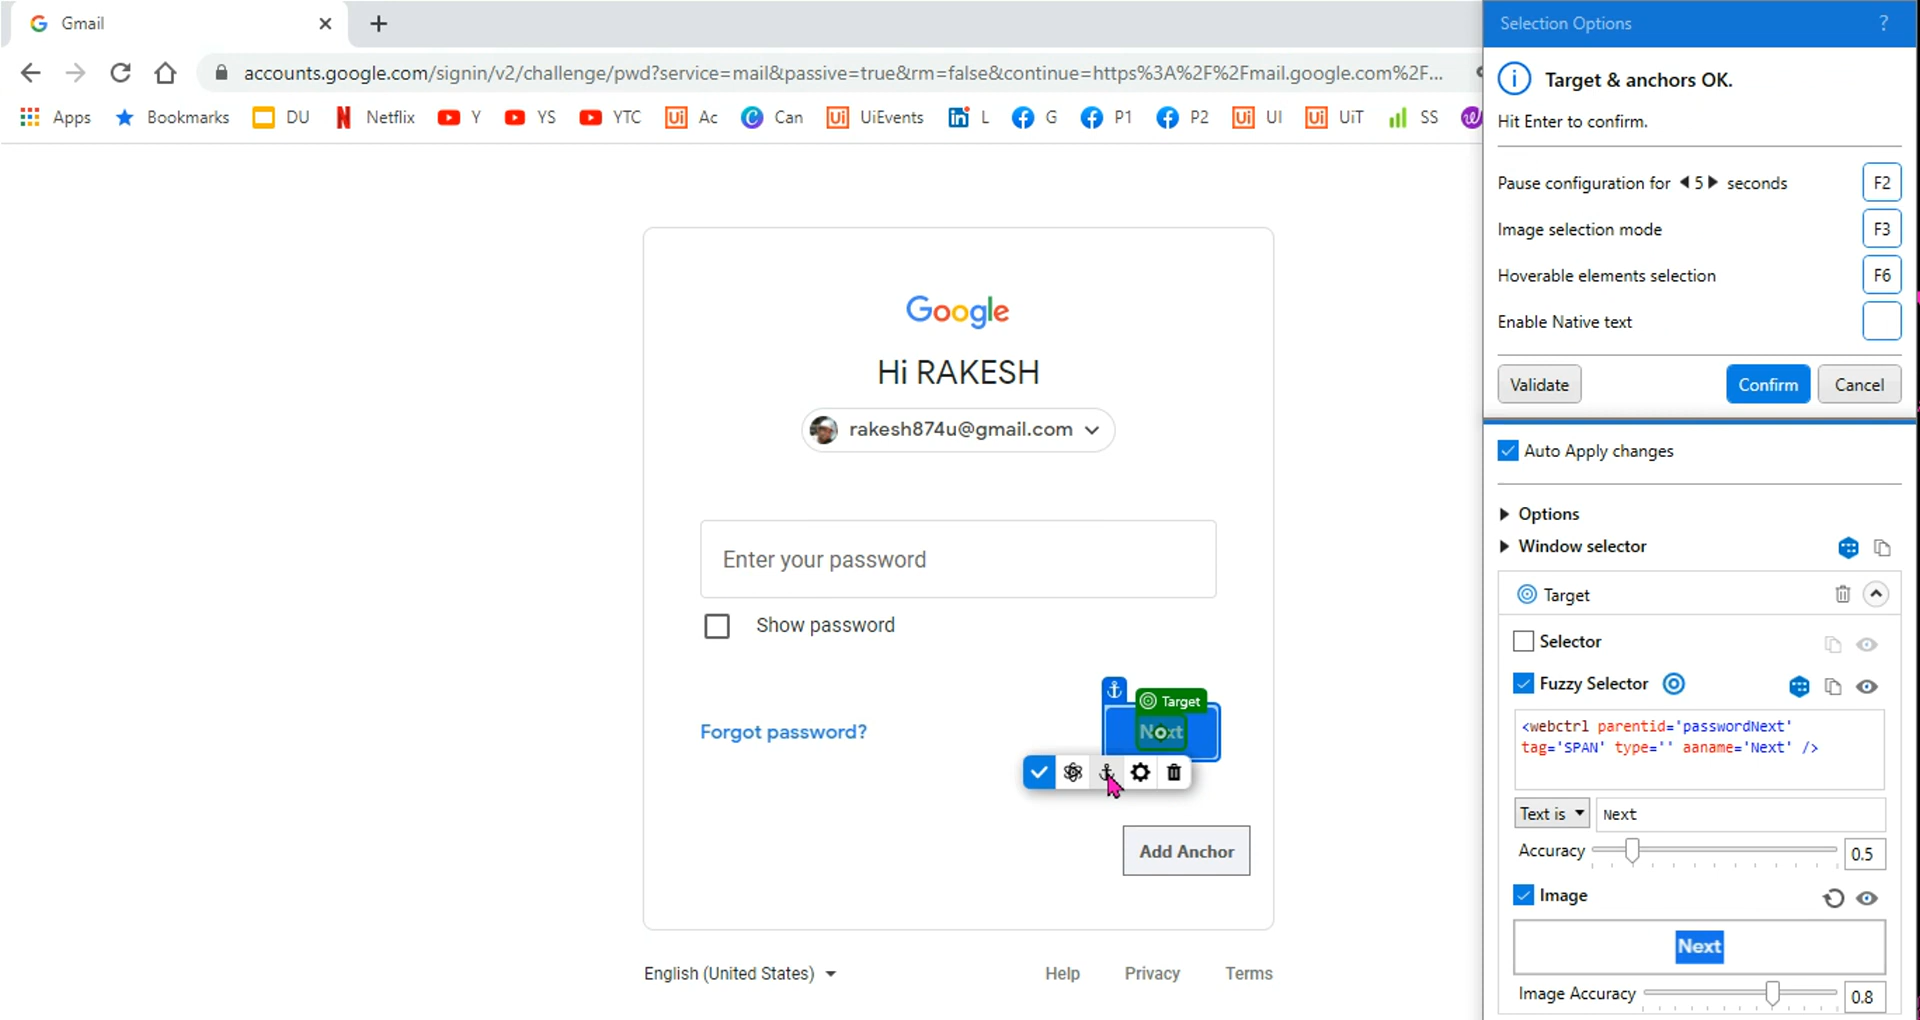 Gmail
accounts.google.com/signin/v2/challenge/pwd?service=mail&passive=true&rm=false&continue=https%3A%2F%2Fmail.google.com%2F...
Apps
Bookmarks
DU
Netflix
Y
YS
YTC
Ac
Can
UiEvents
L
G
P1
P2
UI
UiT
SS
Google
Hi RAKESH
rakesh874u@gmail.com
Enter your password
Show password
Target
Forgot password?
Next
Add Anchor
English (United States)
Help
Privacy
Terms
Selection Options ?
Target & anchors OK.
Hit Enter to confirm.
Pause configuration for 5 seconds F2
Image selection mode F3
Hoverable elements selection F6
Enable Native text
Validate Confirm Cancel
Auto Apply changes
Options
Window selector
Target
Selector
Fuzzy Selector
<webctrl parentid='passwordNext'
tag='SPAN' type='' aaname='Next' />
Text is Next
Accuracy 0.5
Image
Next
Image Accuracy 0.8